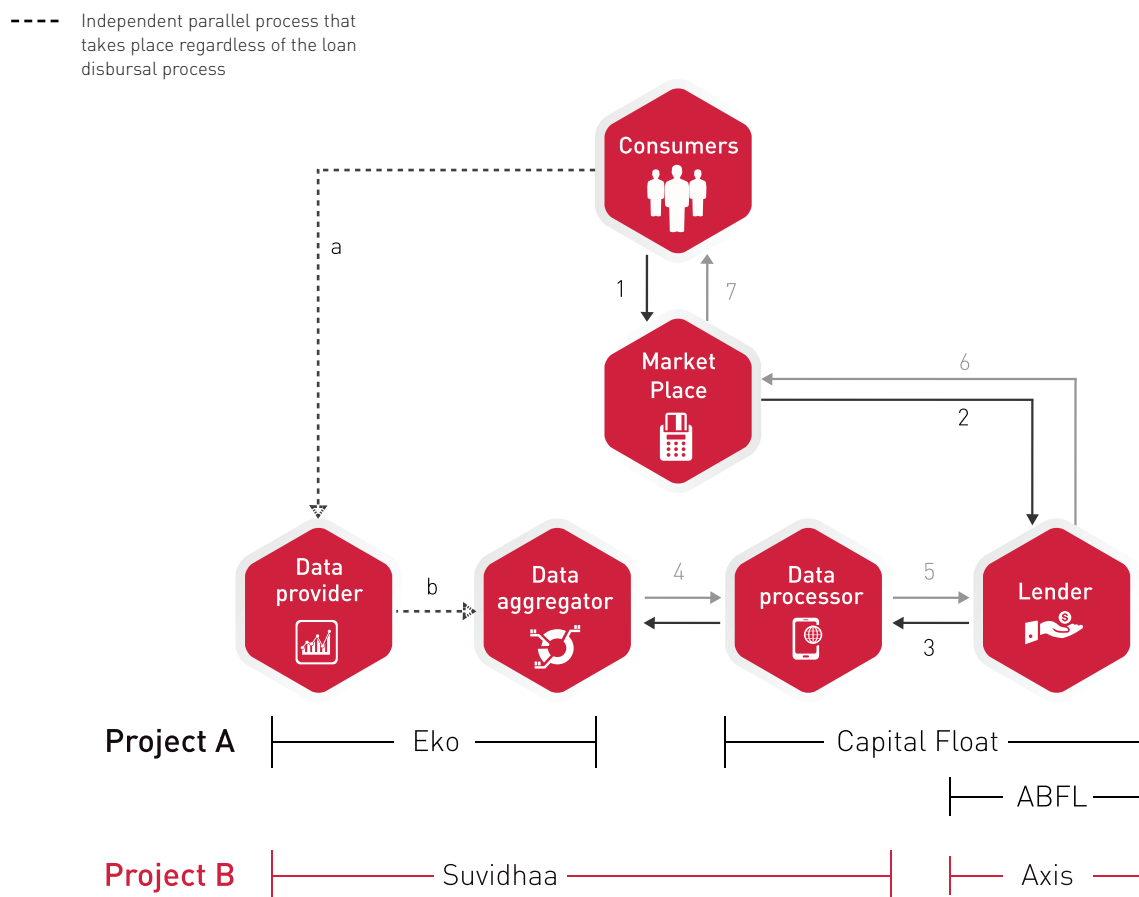 Independent parallel process that
takes place regardless of the loan
disbursal process
Consumers
a
1
7
Market
Place
6
2
Data
provider
b
Data
aggregator
4
Data
processor
5
3
Lender
$
Project A
Eko
Capital Float
ABFL
Project B
Suvidhaa
Axis